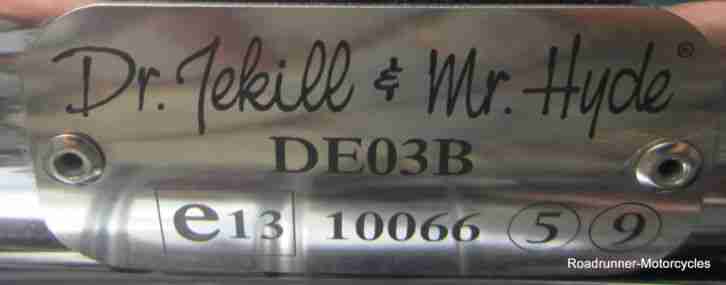 Dr. Jekill & Mr. Hyde®
DE03B
e13 10066 5 9
Roadrunner-Motorcycles